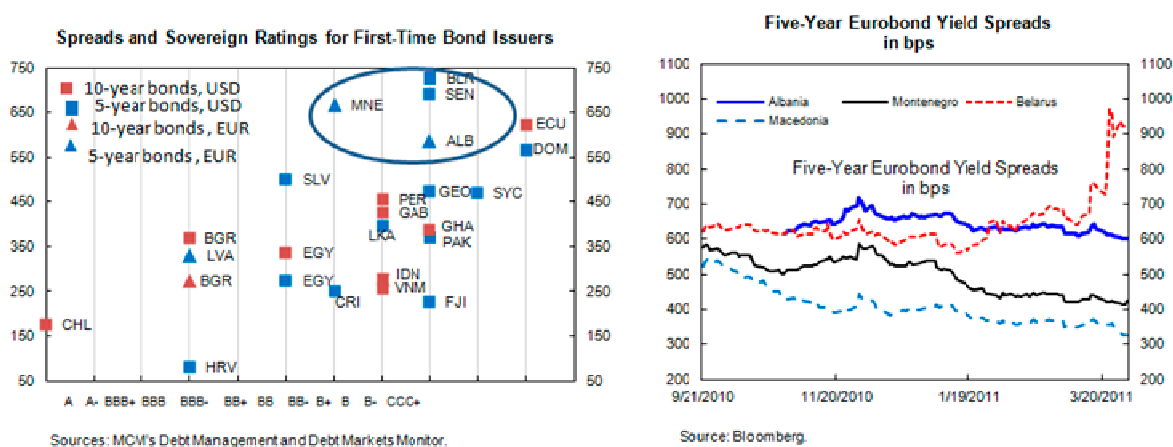 Spreads and Sovereign Ratings for First-Time Bond Issuers
750
650
550
450
350
250
150
50
10-year bonds, USD
5-year bonds, USD
10-year bonds, EUR
5-year bonds, EUR
MNE
BLR
SEN
ALB
ECU
DOM
SLV
GEO
SYC
PER
GAB
LKA
GHA
PAK
BGR
LVA
BGR
EGY
EGY
IDN
VNM
CRI
FJI
CHL
HRV
750
650
550
450
350
250
150
50
A A- BBB+ BBB BBB- BB+ BB BB- B+ B B- CCC+
Sources: MCM's Debt Management and Debt Markets Monitor.
Five-Year Eurobond Yield Spreads
in bps
1100
1000
900
800
700
600
500
400
300
200
Albania Montenegro Belarus
Macedonia
Five-Year Eurobond Yield Spreads
in bps
1100
1000
900
800
700
600
500
400
300
200
9/21/2010 11/20/2010 1/19/2011 3/20/2011
Source: Bloomberg.